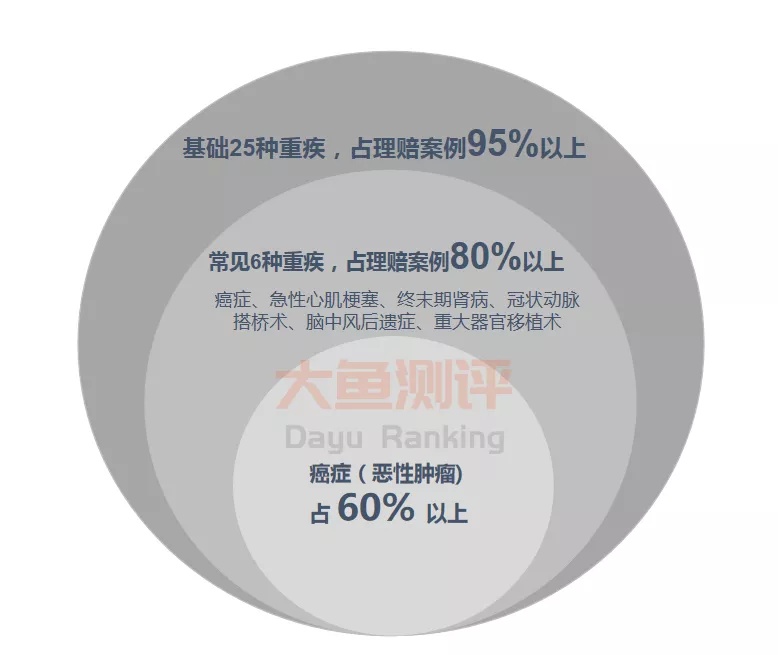 基础25种重疾，占理赔案例95%以上
常见6种重疾，占理赔案例80%以上
癌症、急性心肌梗塞、终末期肾病、冠状动脉
搭桥术、脑中风后遗症、重大器官移植术
大鱼测评
Dayu Ranking
癌症（恶性肿瘤)
占 60% 以上